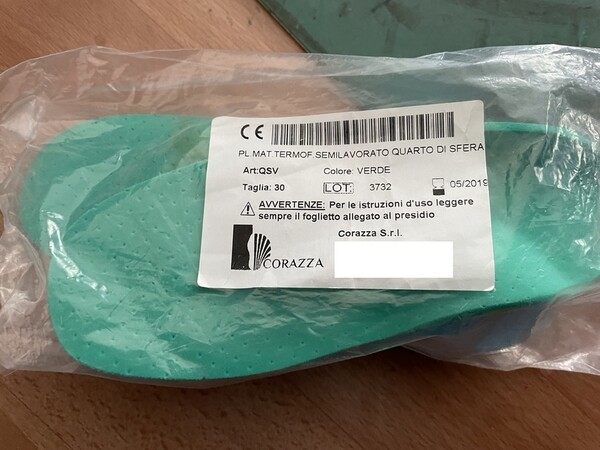 CE
PL MAT.TERMOF.SEMILAVORATO QUARTO DI SFERA
Art:QSV Colore: VERDE
Taglia: 30 LOT: 3732 05/2019
AVVERTENZE: Per le istruzioni d'uso leggere
sempre il foglietto allegato al presidio
Corazza S.r.l.
CORAZZA